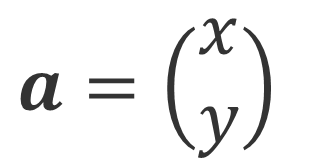 a = (x
y)